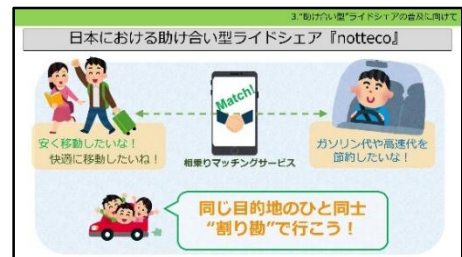 3."助け合い型"ライドシェアの普及に向けて
日本における助け合い型ライドシェア『notteco』
Match!
安く移動したいな！
快適に移動したいね！
相乗りマッチングサービス
ガソリン代や高速代を
節約したいな！
同じ目的地のひと同士
"割り勘"で行こう！